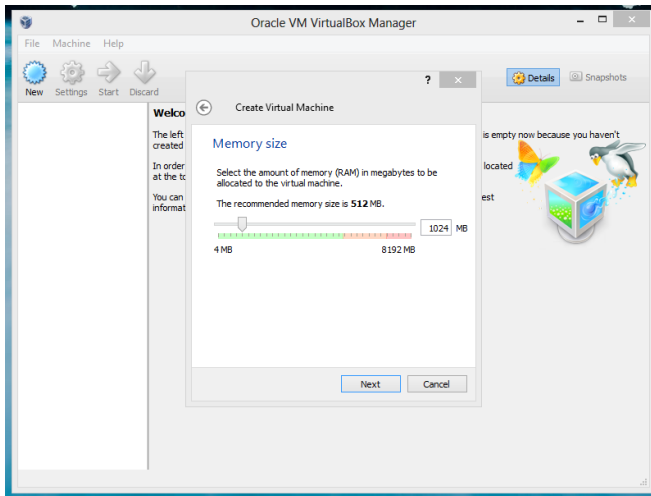 Oracle VM VirtualBox Manager
File Machine Help
New Settings Start Discard
Details Snapshots
?
Create Virtual Machine
Welco
The left
created
is empty now because you haven't
In order
at the to
located
You can
informat
est
Memory size
Select the amount of memory (RAM) in megabytes to be
allocated to the virtual machine.
The recommended memory size is 512 MB.
1024 MB
4 MB 8192 MB
Next Cancel